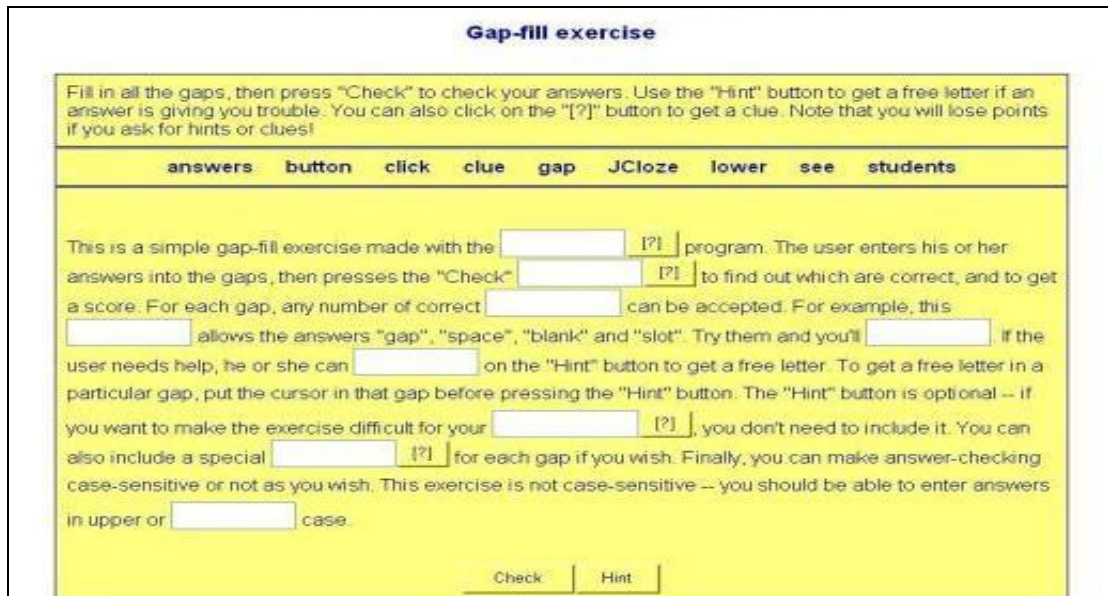 Gap-fill exercise
Fill in all the gaps, then press "Check" to check your answers. Use the "Hint" button to get a free letter if an
answer is giving you trouble. You can also click on the "[?]" button to get a clue. Note that you will lose points
if you ask for hints or clues!
answers button click clue gap JCloze lower see students
This is a simple gap-fill exercise made with the [?] program. The user enters his or her
answers into the gaps, then presses the "Check" [?] to find out which are correct, and to get
a score. For each gap, any number of correct can be accepted. For example, this
allows the answers "gap", "space", "blank" and "slot". Try them and you'll . If the
user needs help, he or she can on the "Hint" button to get a free letter. To get a free letter in a
particular gap, put the cursor in that gap before pressing the "Hint" button. The "Hint" button is optional -- if
you want to make the exercise difficult for your [?] , you don't need to include it. You can
also include a special [?] for each gap if you wish. Finally, you can make answer-checking
case-sensitive or not as you wish. This exercise is not case-sensitive -- you should be able to enter answers
in upper or case.
Check Hint